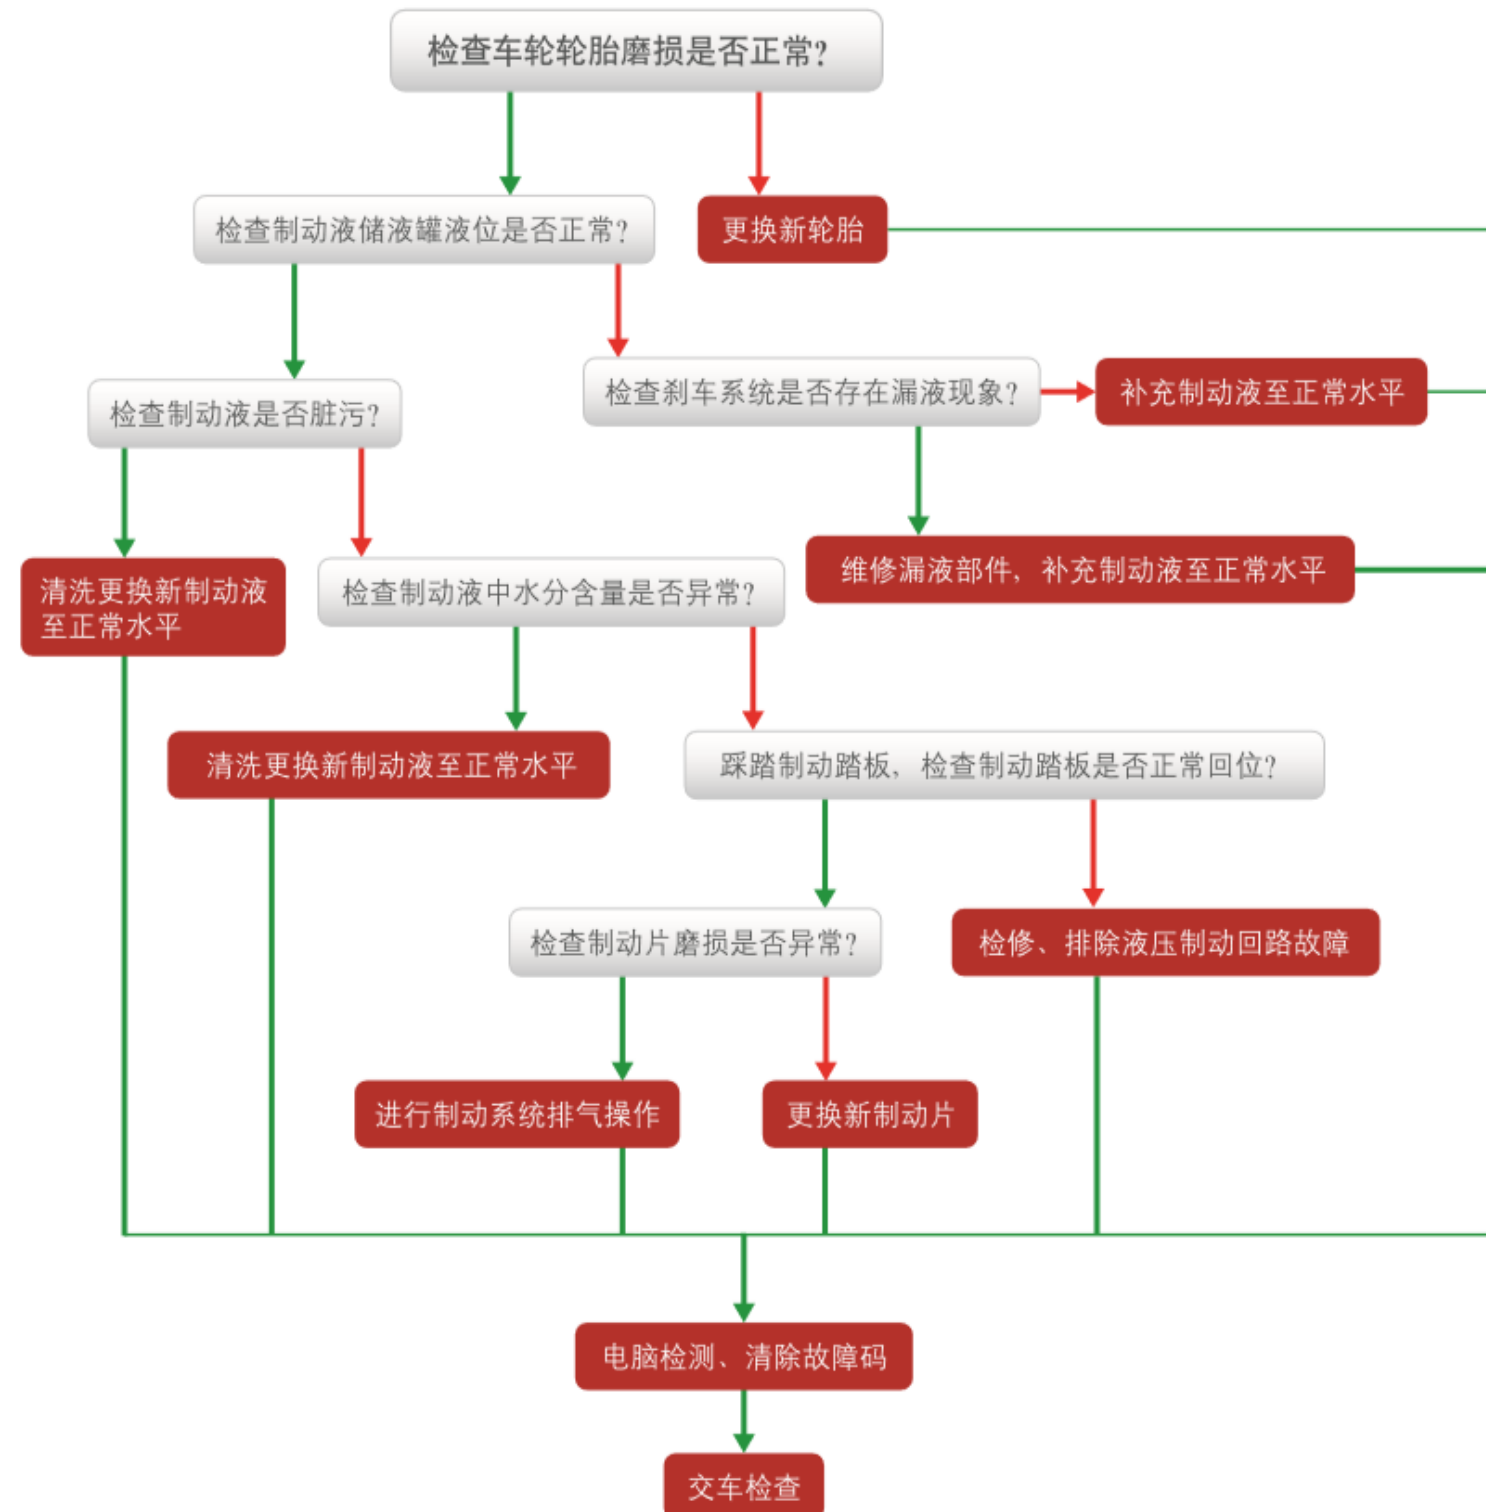 检查车轮轮胎磨损是否正常?
检查制动液储液罐液位是否正常?
更换新轮胎
检查刹车系统是否存在漏液现象?
补充制动液至正常水平
检查制动液是否脏污?
维修漏液部件, 补充制动液至正常水平
清洗更换新制动液
至正常水平
检查制动液中水分含量是否异常?
清洗更换新制动液至正常水平
踩踏制动踏板, 检查制动踏板是否正常回位?
检查制动片磨损是否异常?
检修、排除液压制动回路故障
进行制动系统排气操作
更换新制动片
电脑检测、清除故障码
交车检查